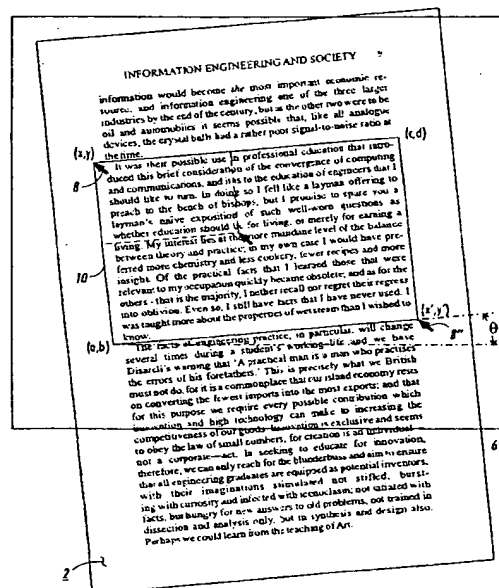 INFORMATION ENGINEERING AND SOCIETY
information would become the most important economic re-
source, and information engineering one of the three larger
industries by the end of the century, but as the other two were to be
oil and automobiles it seems possible that, like all analogue
devices, the crystal ball had a rather poor signal-to-noise ratio at
the time.
(x,y)
(c,d)
8
It was their possible use in professional education that intro-
duced this brief consideration of the convergence of computing
and communications, and it is to the education of engineers that I
should like to turn. In doing so I fell like a layman offering to
preach to the bench of bishops, but I promise to spare you a
layman's naive exposition of such well-worn questions as
whether education should be for living, or merely for earning a
living. My interest lies at the more mundane level of the balance
between theory and practice; in my own case I would have pre-
ferred more chemistry and less cookery, fewer recipes and more
insight. Of the practical facts that I learned those that were
relevant to my occupation quickly became obsolete, and as for the
others - that is the majority, I neither recall nor regret their regress
into oblivion. Even so, I still have facts that I have never used. I
was taught more about the properties of wet steam than I wished to
know.
10
(x',y')
8"
θ
(a,b)
The facts of engineering practice, in particular, will change
several times during a student's working-life and we have
Disraeli's warning that 'A practical man is a man who practises
the errors of his forefathers.' This is precisely what we British
must not do, for it is a commonplace that our island economy rests
on converting the fewest imports into the most exports; and that
for this purpose we require every possible contribution which
innovation and high technology can make to increasing the
competitiveness of our goods. Innovation is exclusive and seems
to obey the law of small numbers, for creation is an individual—
not a corporate—act. In seeking to educate for innovation,
therefore, we can only reach for the blunderbuss and aim to ensure
that all engineering graduates are equipped as potential inventors,
with their imaginations stimulated not stifled, burst-
ing with curiosity and infected with iconoclasm; not satiated with
facts, but hungry for new answers to old problems, not trained in
dissection and analysis only, but in synthesis and design also.
Perhaps we could learn from the teaching of Art.
6
2